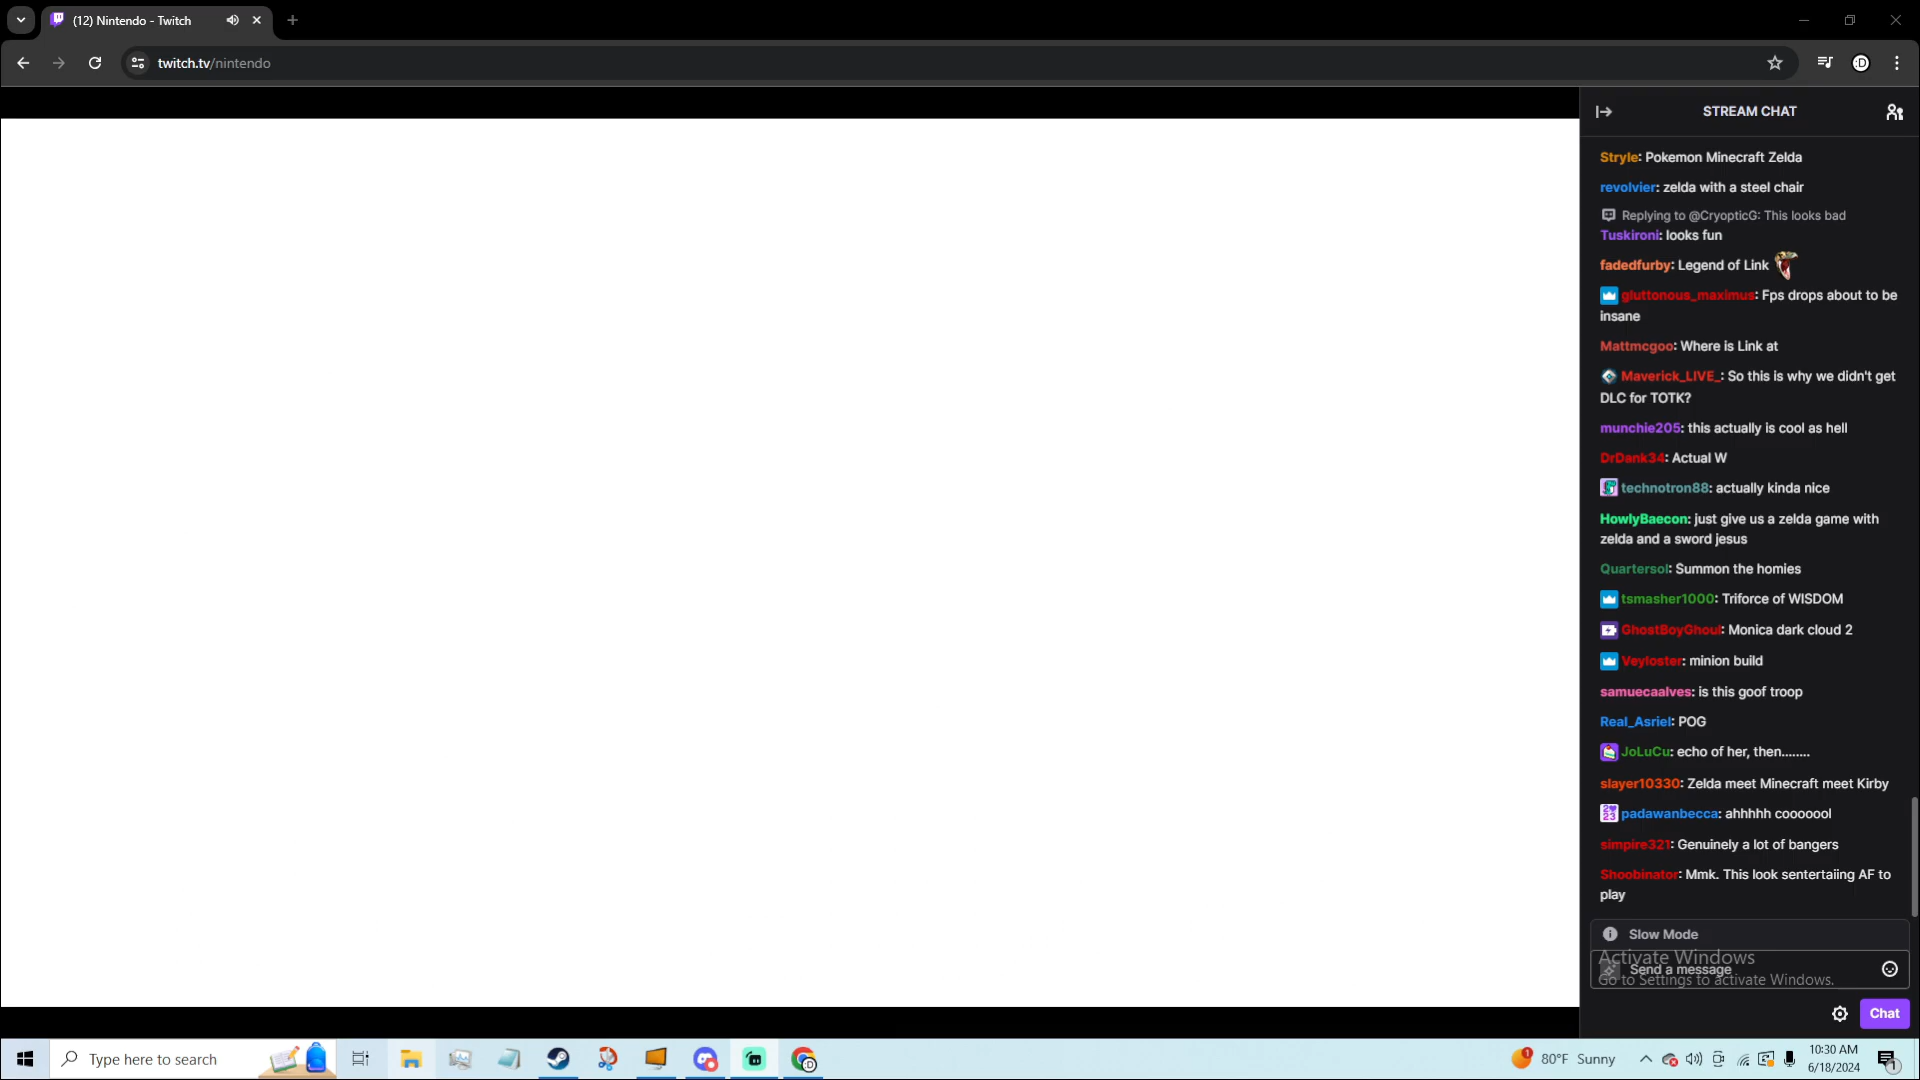 (12) Nintendo - Twitch
twitch.tv/nintendo
STREAM CHAT
Stryle: Pokemon Minecraft Zelda
revolvier: zelda with a steel chair
Replying to @CryopticG: This looks bad
Tuskironi: looks fun
fadedfurby: Legend of Link
gluttonous_maximus: Fps drops about to be
insane
Mattmcgoo: Where is Link at
Maverick_LIVE_: So this is why we didn't get
DLC for TOTK?
munchie205: this actually is cool as hell
DrDank34: Actual W
technotron88: actually kinda nice
HowlyBaecon: just give us a zelda game with
zelda and a sword jesus
Quartersol: Summon the homies
tsmasher1000: Triforce of WISDOM
GhostBoyGhoul: Monica dark cloud 2
Veyloster: minion build
samuecaalves: is this goof troop
Real_Asriel: POG
JoLuCu: echo of her, then........
slayer10330: Zelda meet Minecraft meet Kirby
padawanbecca: ahhhhh cooooool
simpire321: Genuinely a lot of bangers
Shoobinator: Mmk. This look sentertaiing AF to
play
Slow Mode
Activate Windows
Send a message
Go to Settings to activate Windows.
Chat
Type here to search
80°F Sunny
10:30 AM
6/18/2024